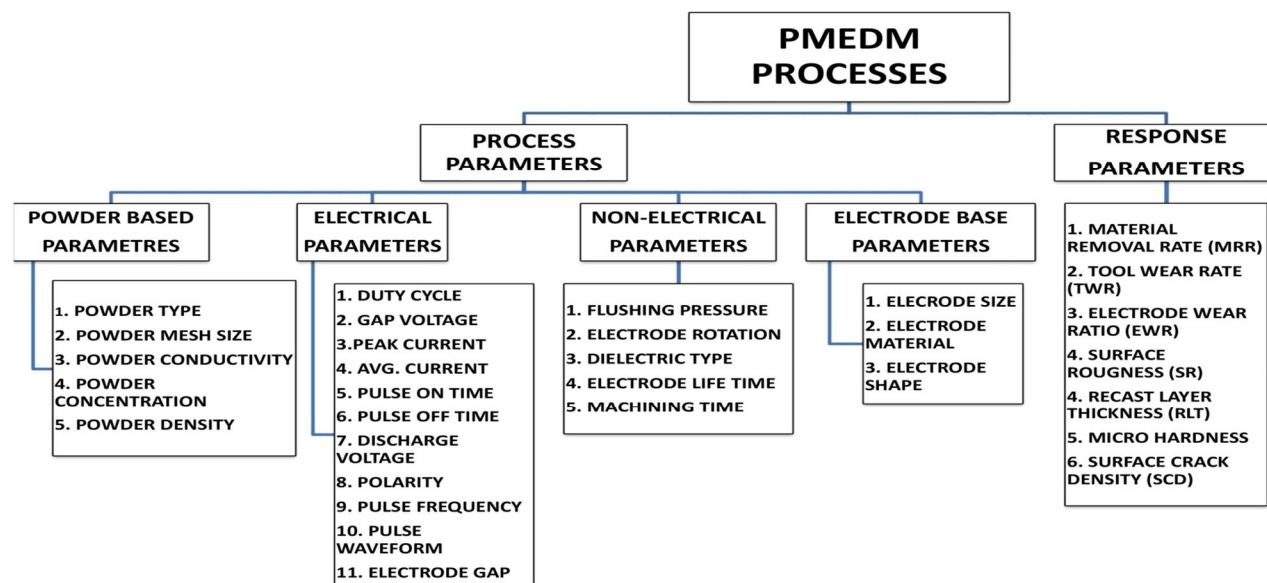 PMEDM
PROCESSES
PROCESS
PARAMETERS
RESPONSE
PARAMETERS
POWDER BASED
PARAMETRES
ELECTRICAL
PARAMETERS
NON-ELECTRICAL
PARAMETERS
ELECTRODE BASE
PARAMETERS
1. POWDER TYPE
2. POWDER MESH SIZE
3. POWDER CONDUCTIVITY
4. POWDER
CONCENTRATION
5. POWDER DENSITY
1. DUTY CYCLE
2. GAP VOLTAGE
3.PEAK CURRENT
4. AVG. CURRENT
5. PULSE ON TIME
6. PULSE OFF TIME
7. DISCHARGE
VOLTAGE
8. POLARITY
9. PULSE FREQUENCY
10. PULSE
WAVEFORM
11. ELECTRODE GAP
1. FLUSHING PRESSURE
2. ELECTRODE ROTATION
3. DIELECTRIC TYPE
4. ELECTRODE LIFE TIME
5. MACHINING TIME
1. ELECRODE SIZE
2. ELECTRODE
MATERIAL
3. ELECTRODE
SHAPE
1. MATERIAL
REMOVAL RATE (MRR)
2. TOOL WEAR RATE
(TWR)
3. ELECTRODE WEAR
RATIO (EWR)
4. SURFACE
ROUGNESS (SR)
4. RECAST LAYER
THICKNESS (RLT)
5. MICRO HARDNESS
6. SURFACE CRACK
DENSITY (SCD)